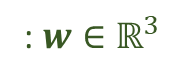 : 𝒘 ∈ ℝ³